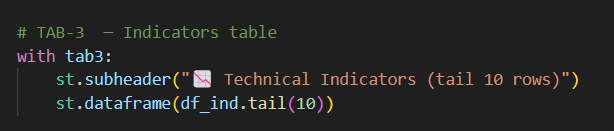 # TAB-3  — Indicators table
with tab3:
    st.subheader("📉 Technical Indicators (tail 10 rows)")
    st.dataframe(df_ind.tail(10))